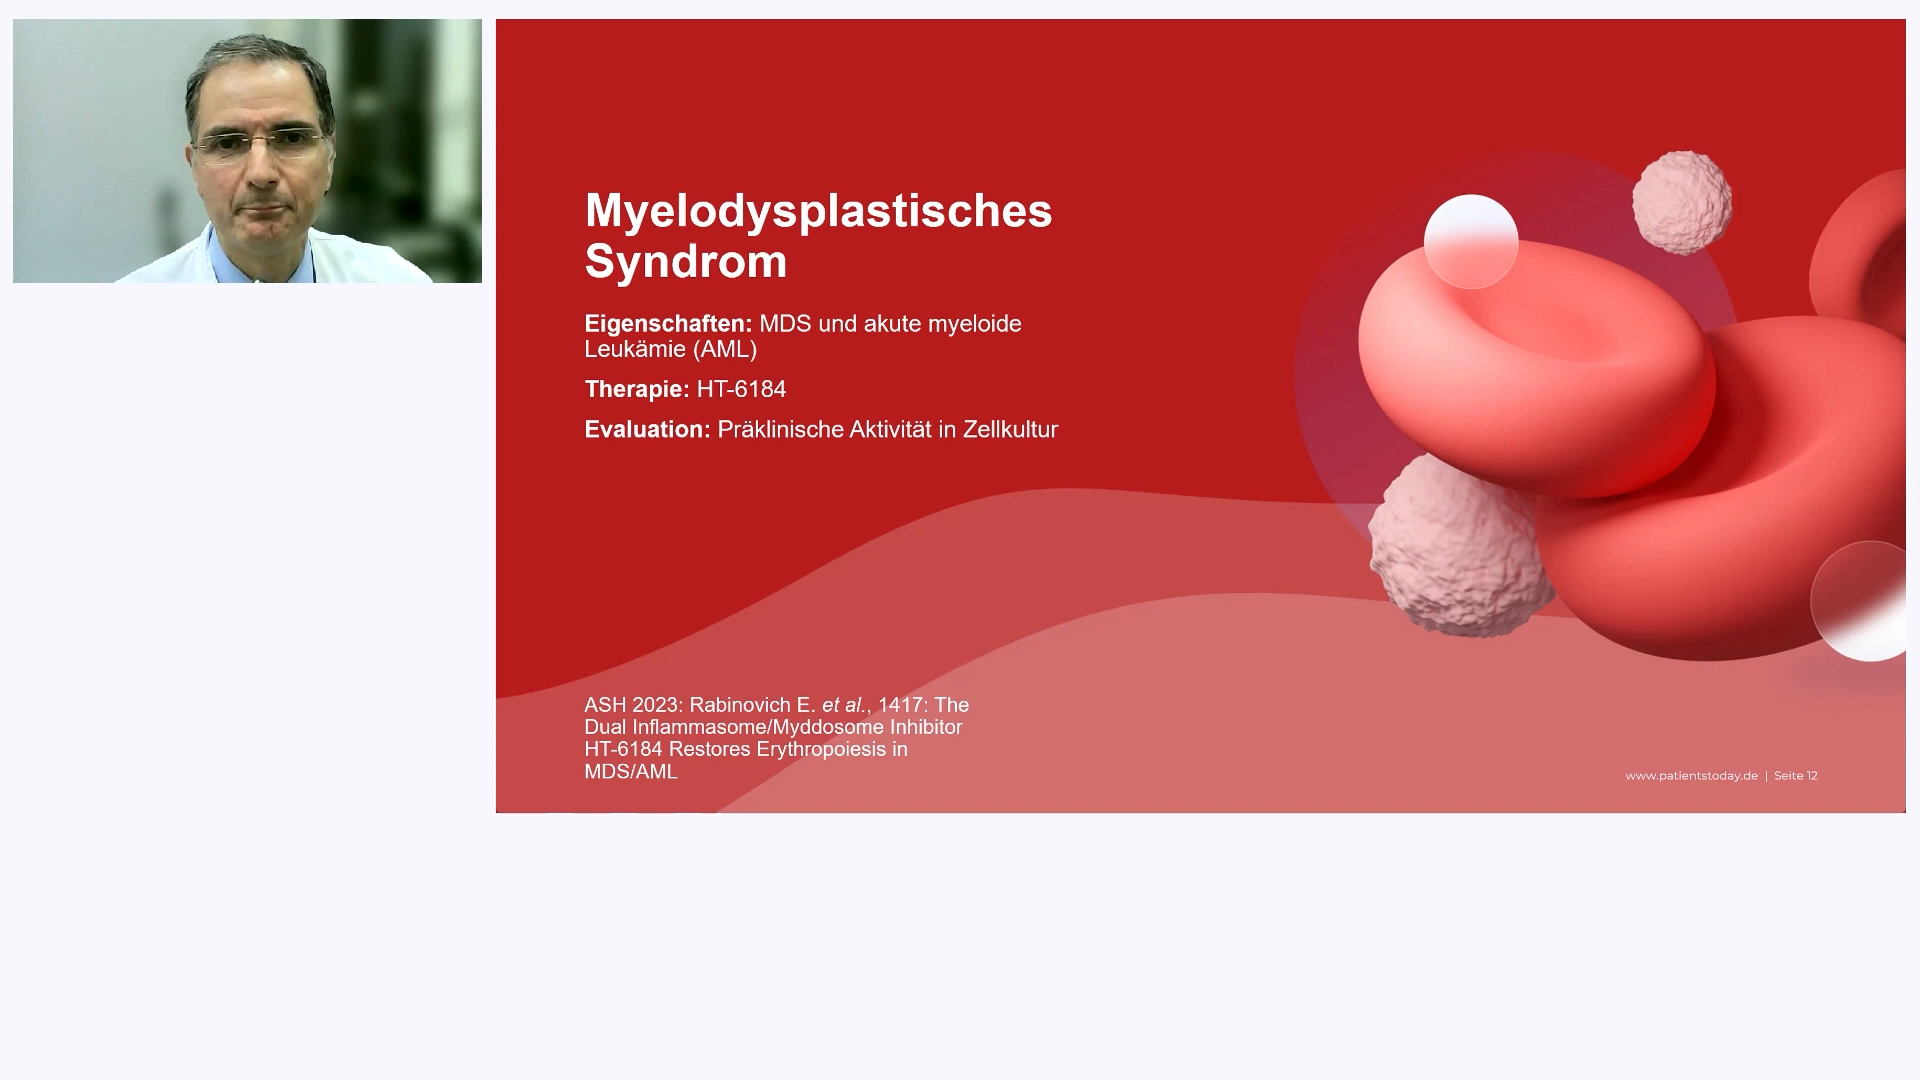 Myelodysplastisches
Syndrom
Eigenschaften: MDS und akute myeloide
Leukämie (AML)
Therapie: HT-6184
Evaluation: Präklinische Aktivität in Zellkultur
ASH 2023: Rabinovich E. et al., 1417: The
Dual Inflammasome/Myddosome Inhibitor
HT-6184 Restores Erythropoiesis in
MDS/AML
www.patientstoday.de | Seite 12